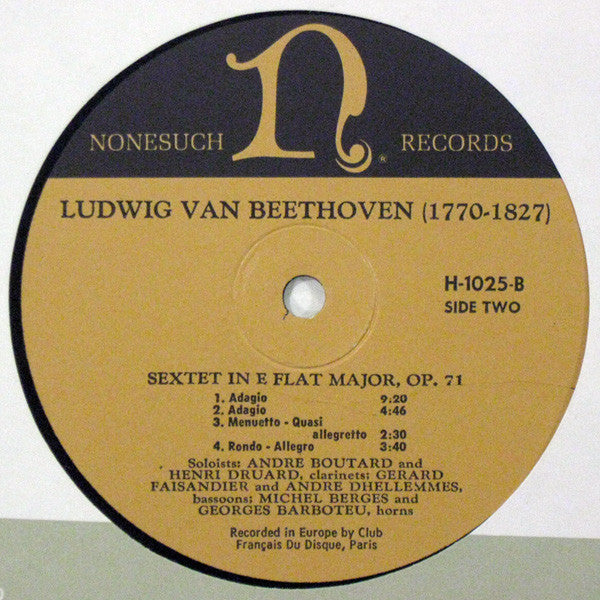 n
®
NONESUCH RECORDS
LUDWIG VAN BEETHOVEN (1770-1827)
H-1025-B
SIDE TWO
SEXTET IN E FLAT MAJOR, OP. 71
1. Adagio 9:20
2. Adagio 4:46
3. Menuetto - Quasi
allegretto 2:30
4. Rondo - Allegro 3:40
Soloists: ANDRE BOUTARD and
HENRI DRUARD, clarinets: GERARD
FAISANDIER and ANDRE DHELLEMMES,
bassoons: MICHEL BERGES and
GEORGES BARBOTEU, horns
Recorded in Europe by Club
Français Du Disque, Paris